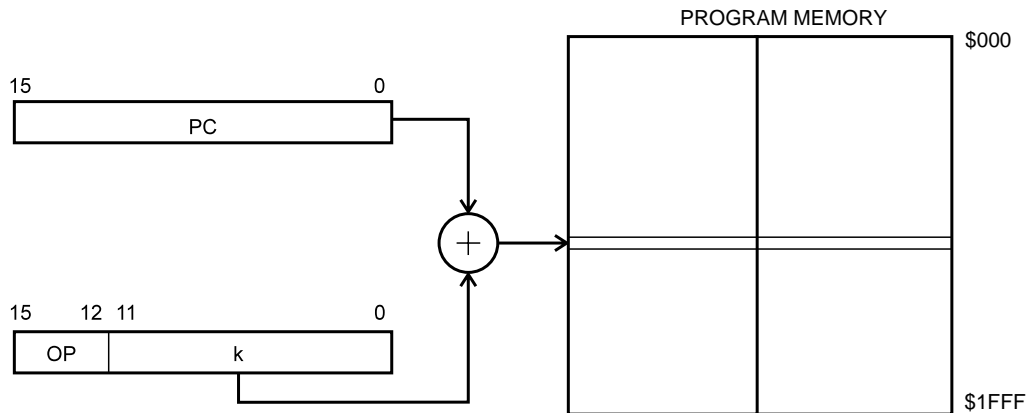 PROGRAM MEMORY
$000
15 0
PC
+
15 12 11 0
OP k
$1FFF